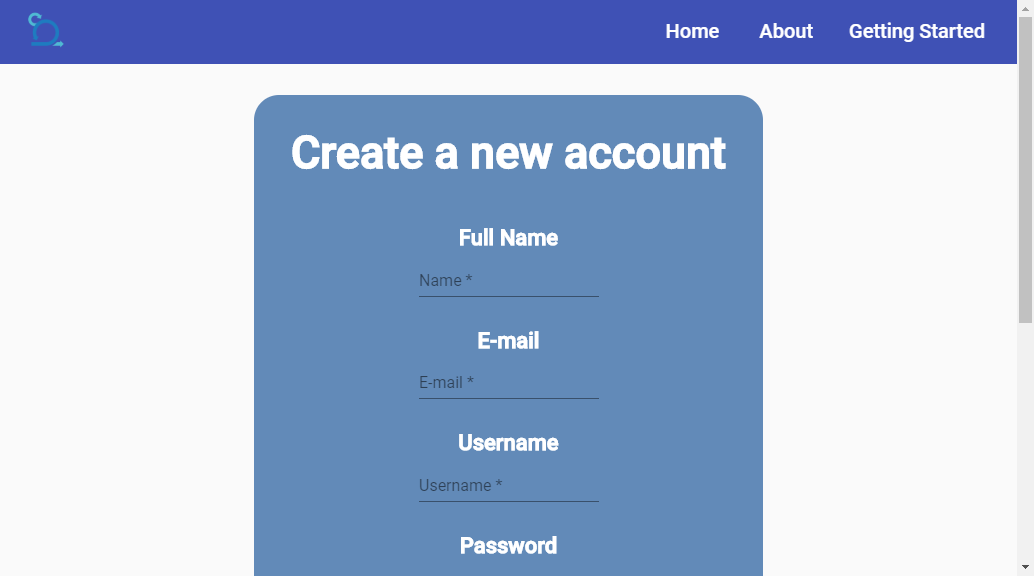 Home About Getting Started
Create a new account
Full Name
Name *
E-mail
E-mail *
Username
Username *
Password